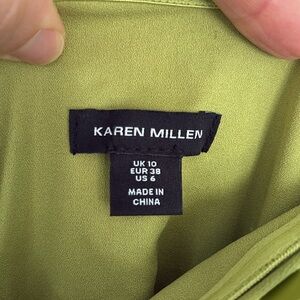 KAREN MILLEN
UK 10
EUR 38
US 6
MADE IN
CHINA